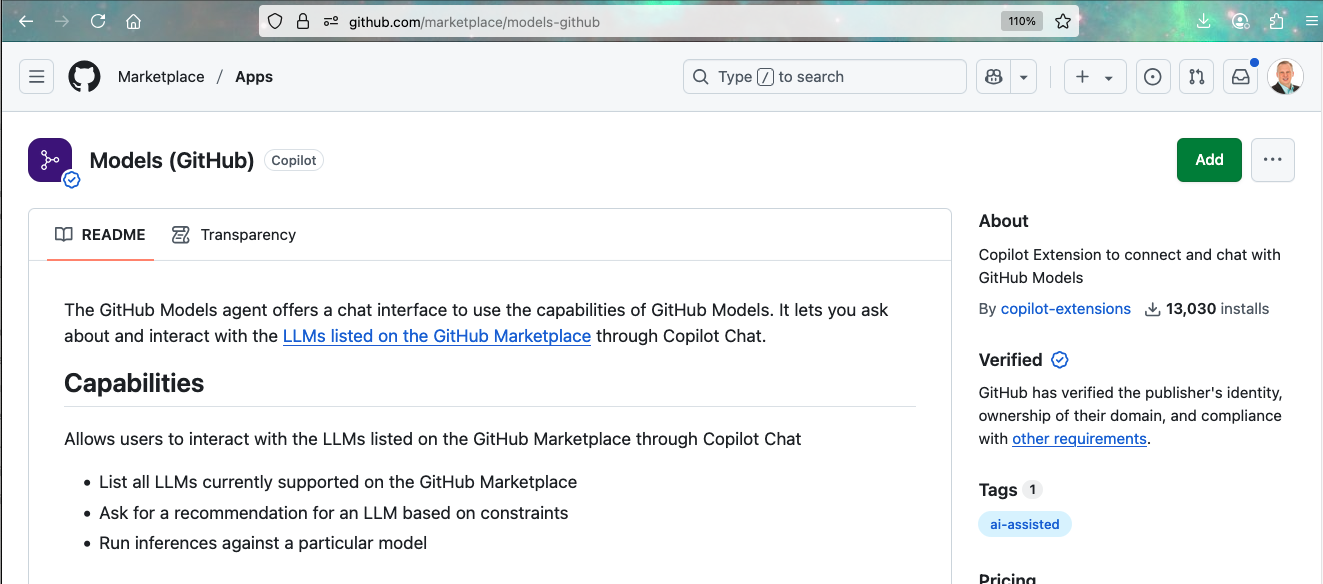 github.com/marketplace/models-github
110%
Marketplace / Apps
Type / to search
Models (GitHub)
Copilot
Add
README
Transparency
The GitHub Models agent offers a chat interface to use the capabilities of GitHub Models. It lets you ask
about and interact with the LLMs listed on the GitHub Marketplace through Copilot Chat.
Capabilities
Allows users to interact with the LLMs listed on the GitHub Marketplace through Copilot Chat
• List all LLMs currently supported on the GitHub Marketplace
• Ask for a recommendation for an LLM based on constraints
• Run inferences against a particular model
About
Copilot Extension to connect and chat with
GitHub Models
By copilot-extensions 13,030 installs
Verified
GitHub has verified the publisher's identity,
ownership of their domain, and compliance
with other requirements.
Tags 1
ai-assisted
Pricing